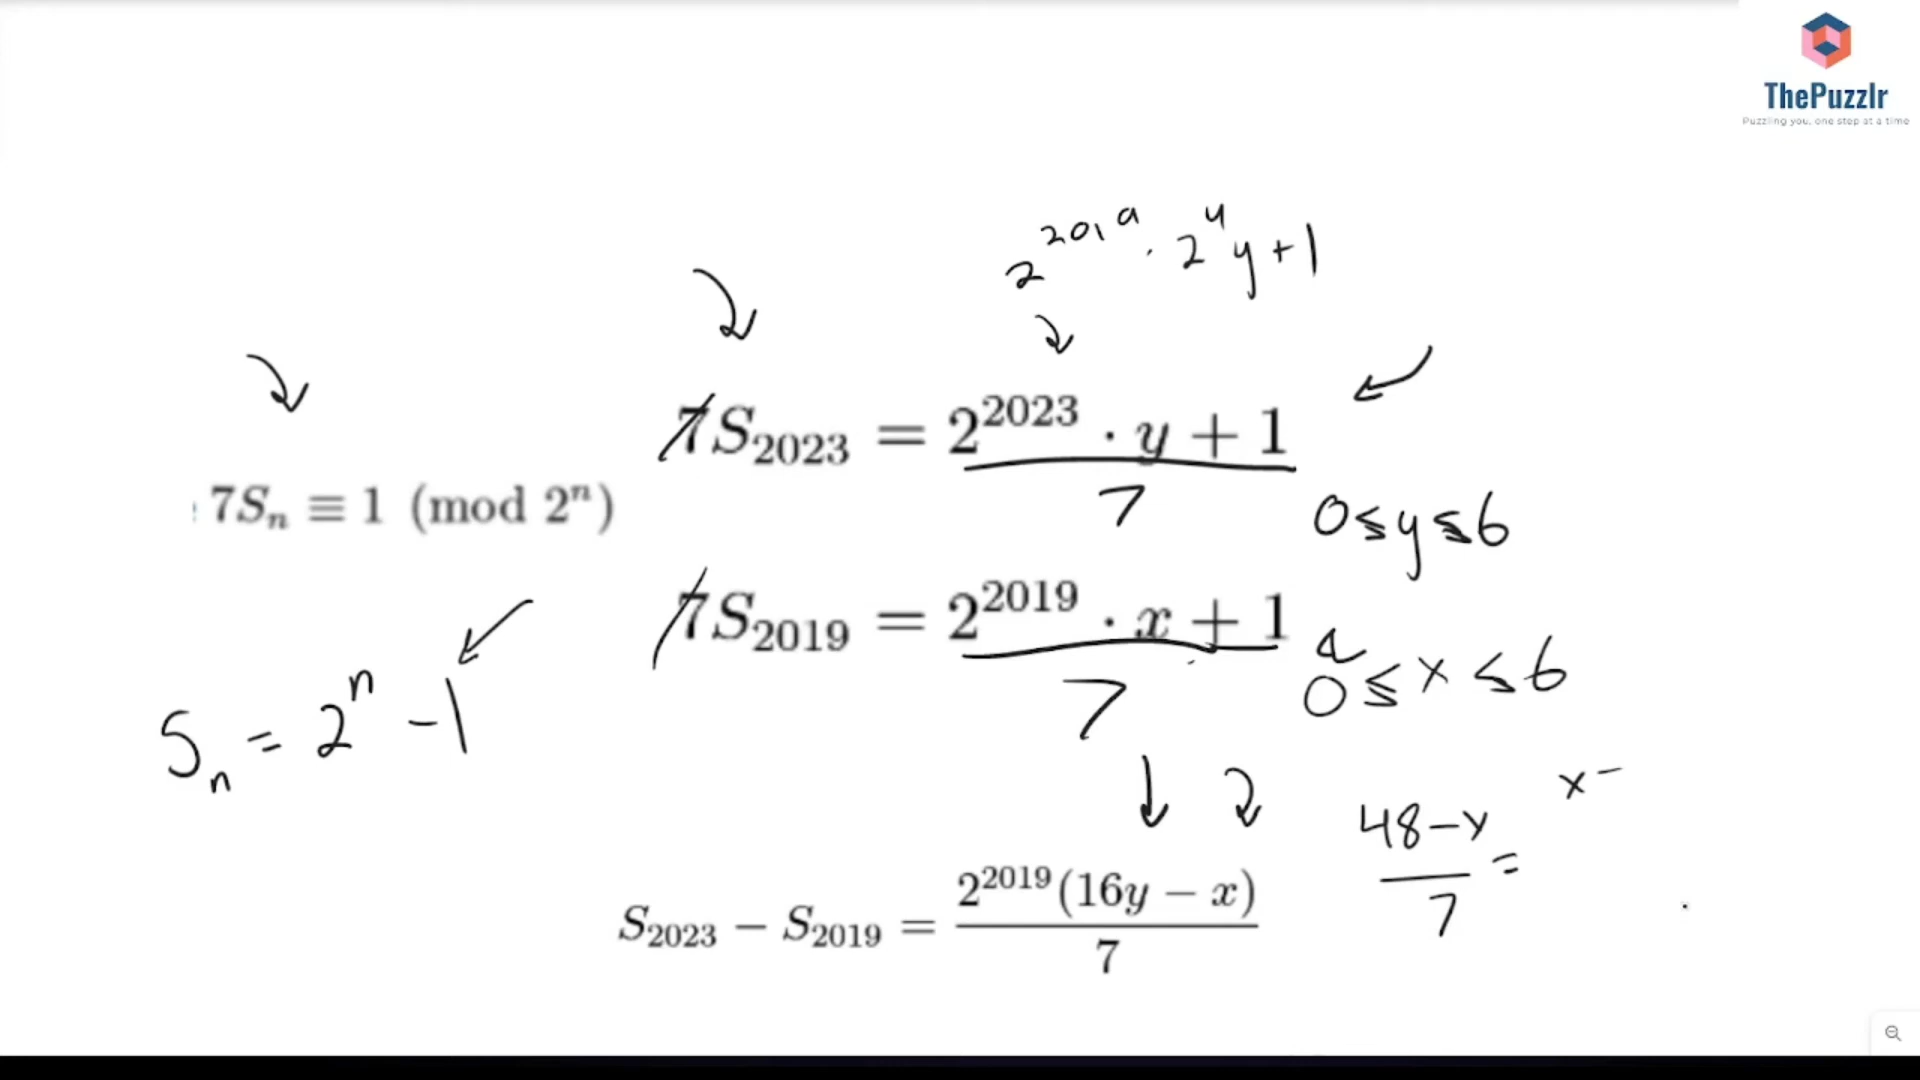 ThePuzzlr
Puzzling you, one step at a time
2^2019 · 2^4 y + 1
7S_2023 = 2^2023 · y + 1
7
7S_n ≡ 1 (mod 2^n)
0 ≤ y ≤ 6
7S_2019 = 2^2019 · x + 1
7
0 ≤ x ≤ 6
S_n = 2^n - 1
48 - y
7
=
x -
S_2023 − S_2019 = 2^2019 (16y − x)
7